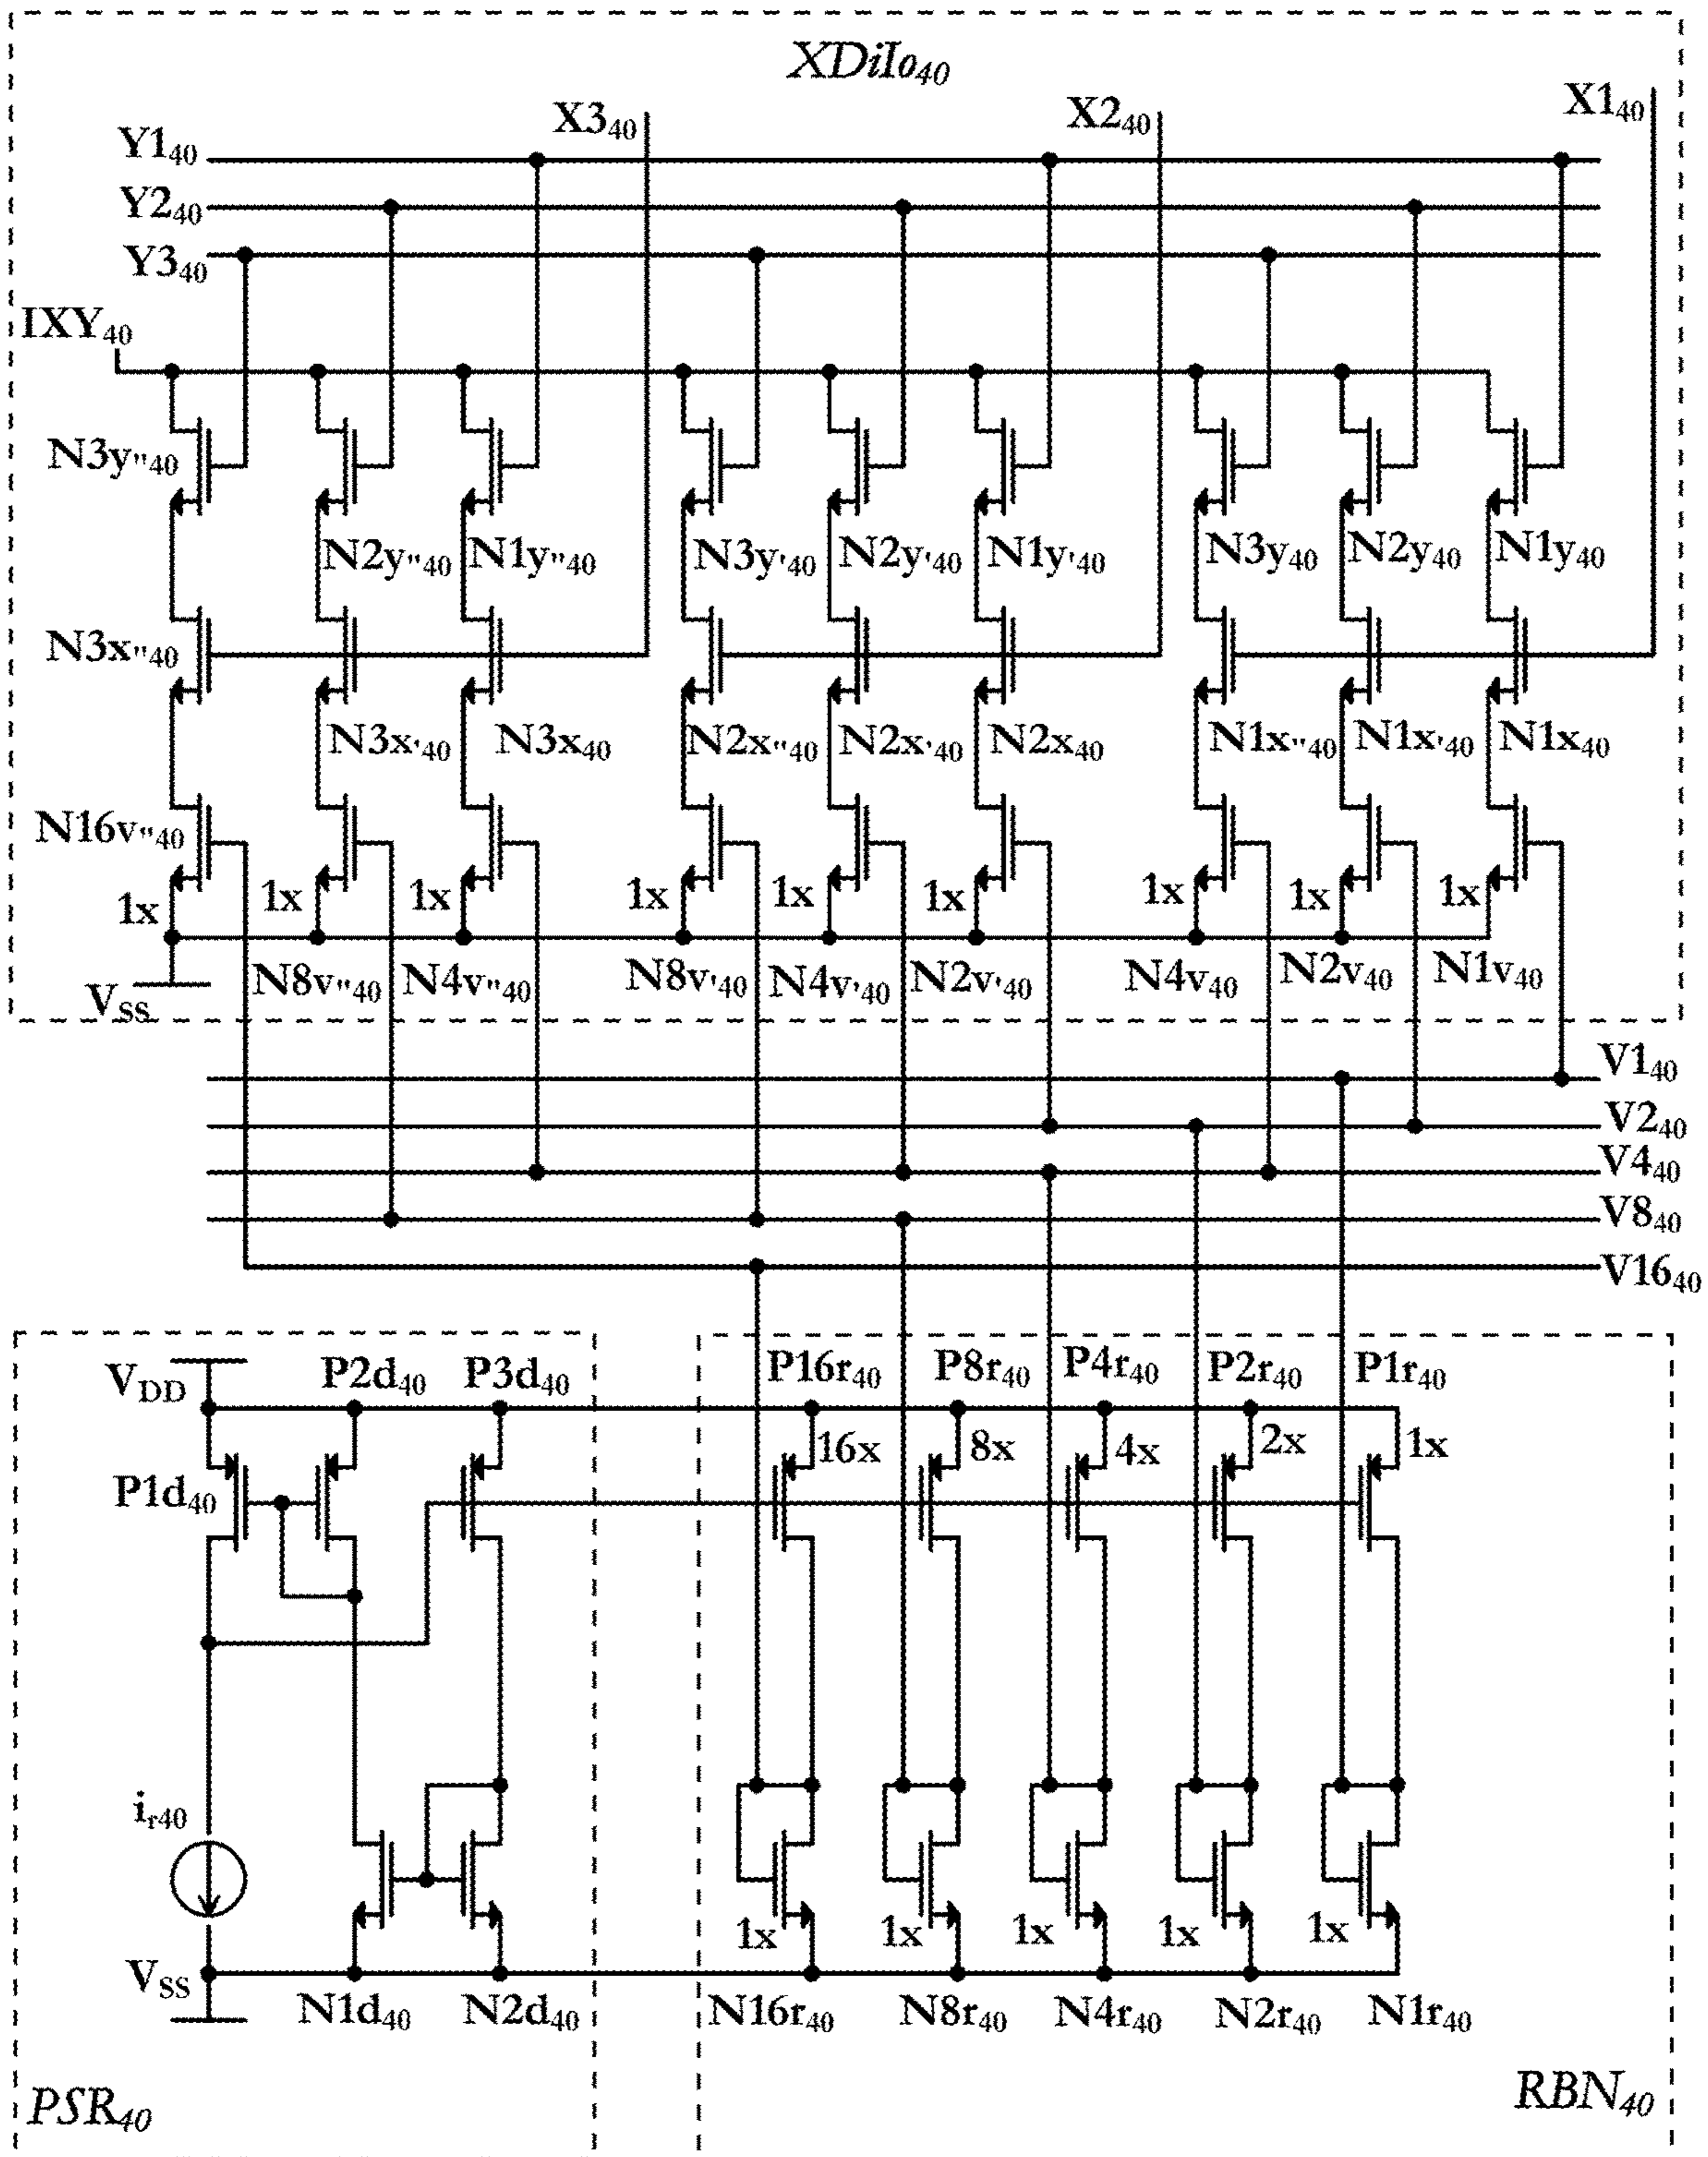 XDiIo40
X340 X240 X140
Y140
Y240
Y340
IXY40
N3y"40
N2y"40 N1y"40 N3y'40 N2y'40 N1y'40 N3y40 N2y40 N1y40
N3x"40
N3x'40 N3x40 N2x"40 N2x'40 N2x40 N1x"40 N1x'40 N1x40
N16v"40
1x 1x 1x 1x 1x 1x 1x 1x 1x
N8v"40 N4v"40 N8v'40 N4v'40 N2v'40 N4v40 N2v40 N1v40
VSS
V140
V240
V440
V840
V1640
VDD P2d40 P3d40 P16r40 P8r40 P4r40 P2r40 P1r40
16x 8x 4x 2x 1x
P1d40
ir40
1x 1x 1x 1x 1x
VSS
N1d40 N2d40 N16r40 N8r40 N4r40 N2r40 N1r40
PSR40 RBN40